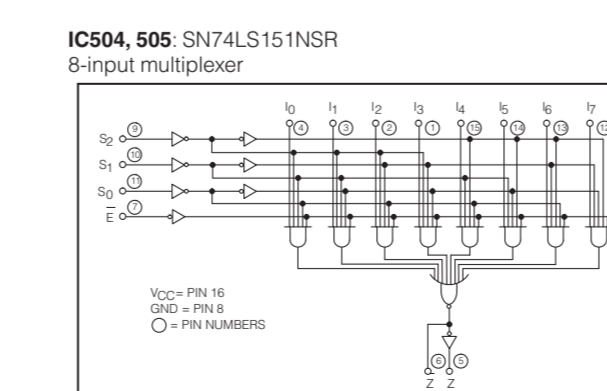 IC504, 505: SN74LS151NSR
8-input multiplexer
I0 I1 I2 I3 I4 I5 I6 I7
4 3 2 1 15 14 13 12
S2 9
S1 10
S0 11
E̅ 7
VCC= PIN 16
GND = PIN 8
= PIN NUMBERS
6 5
Z̅ Z